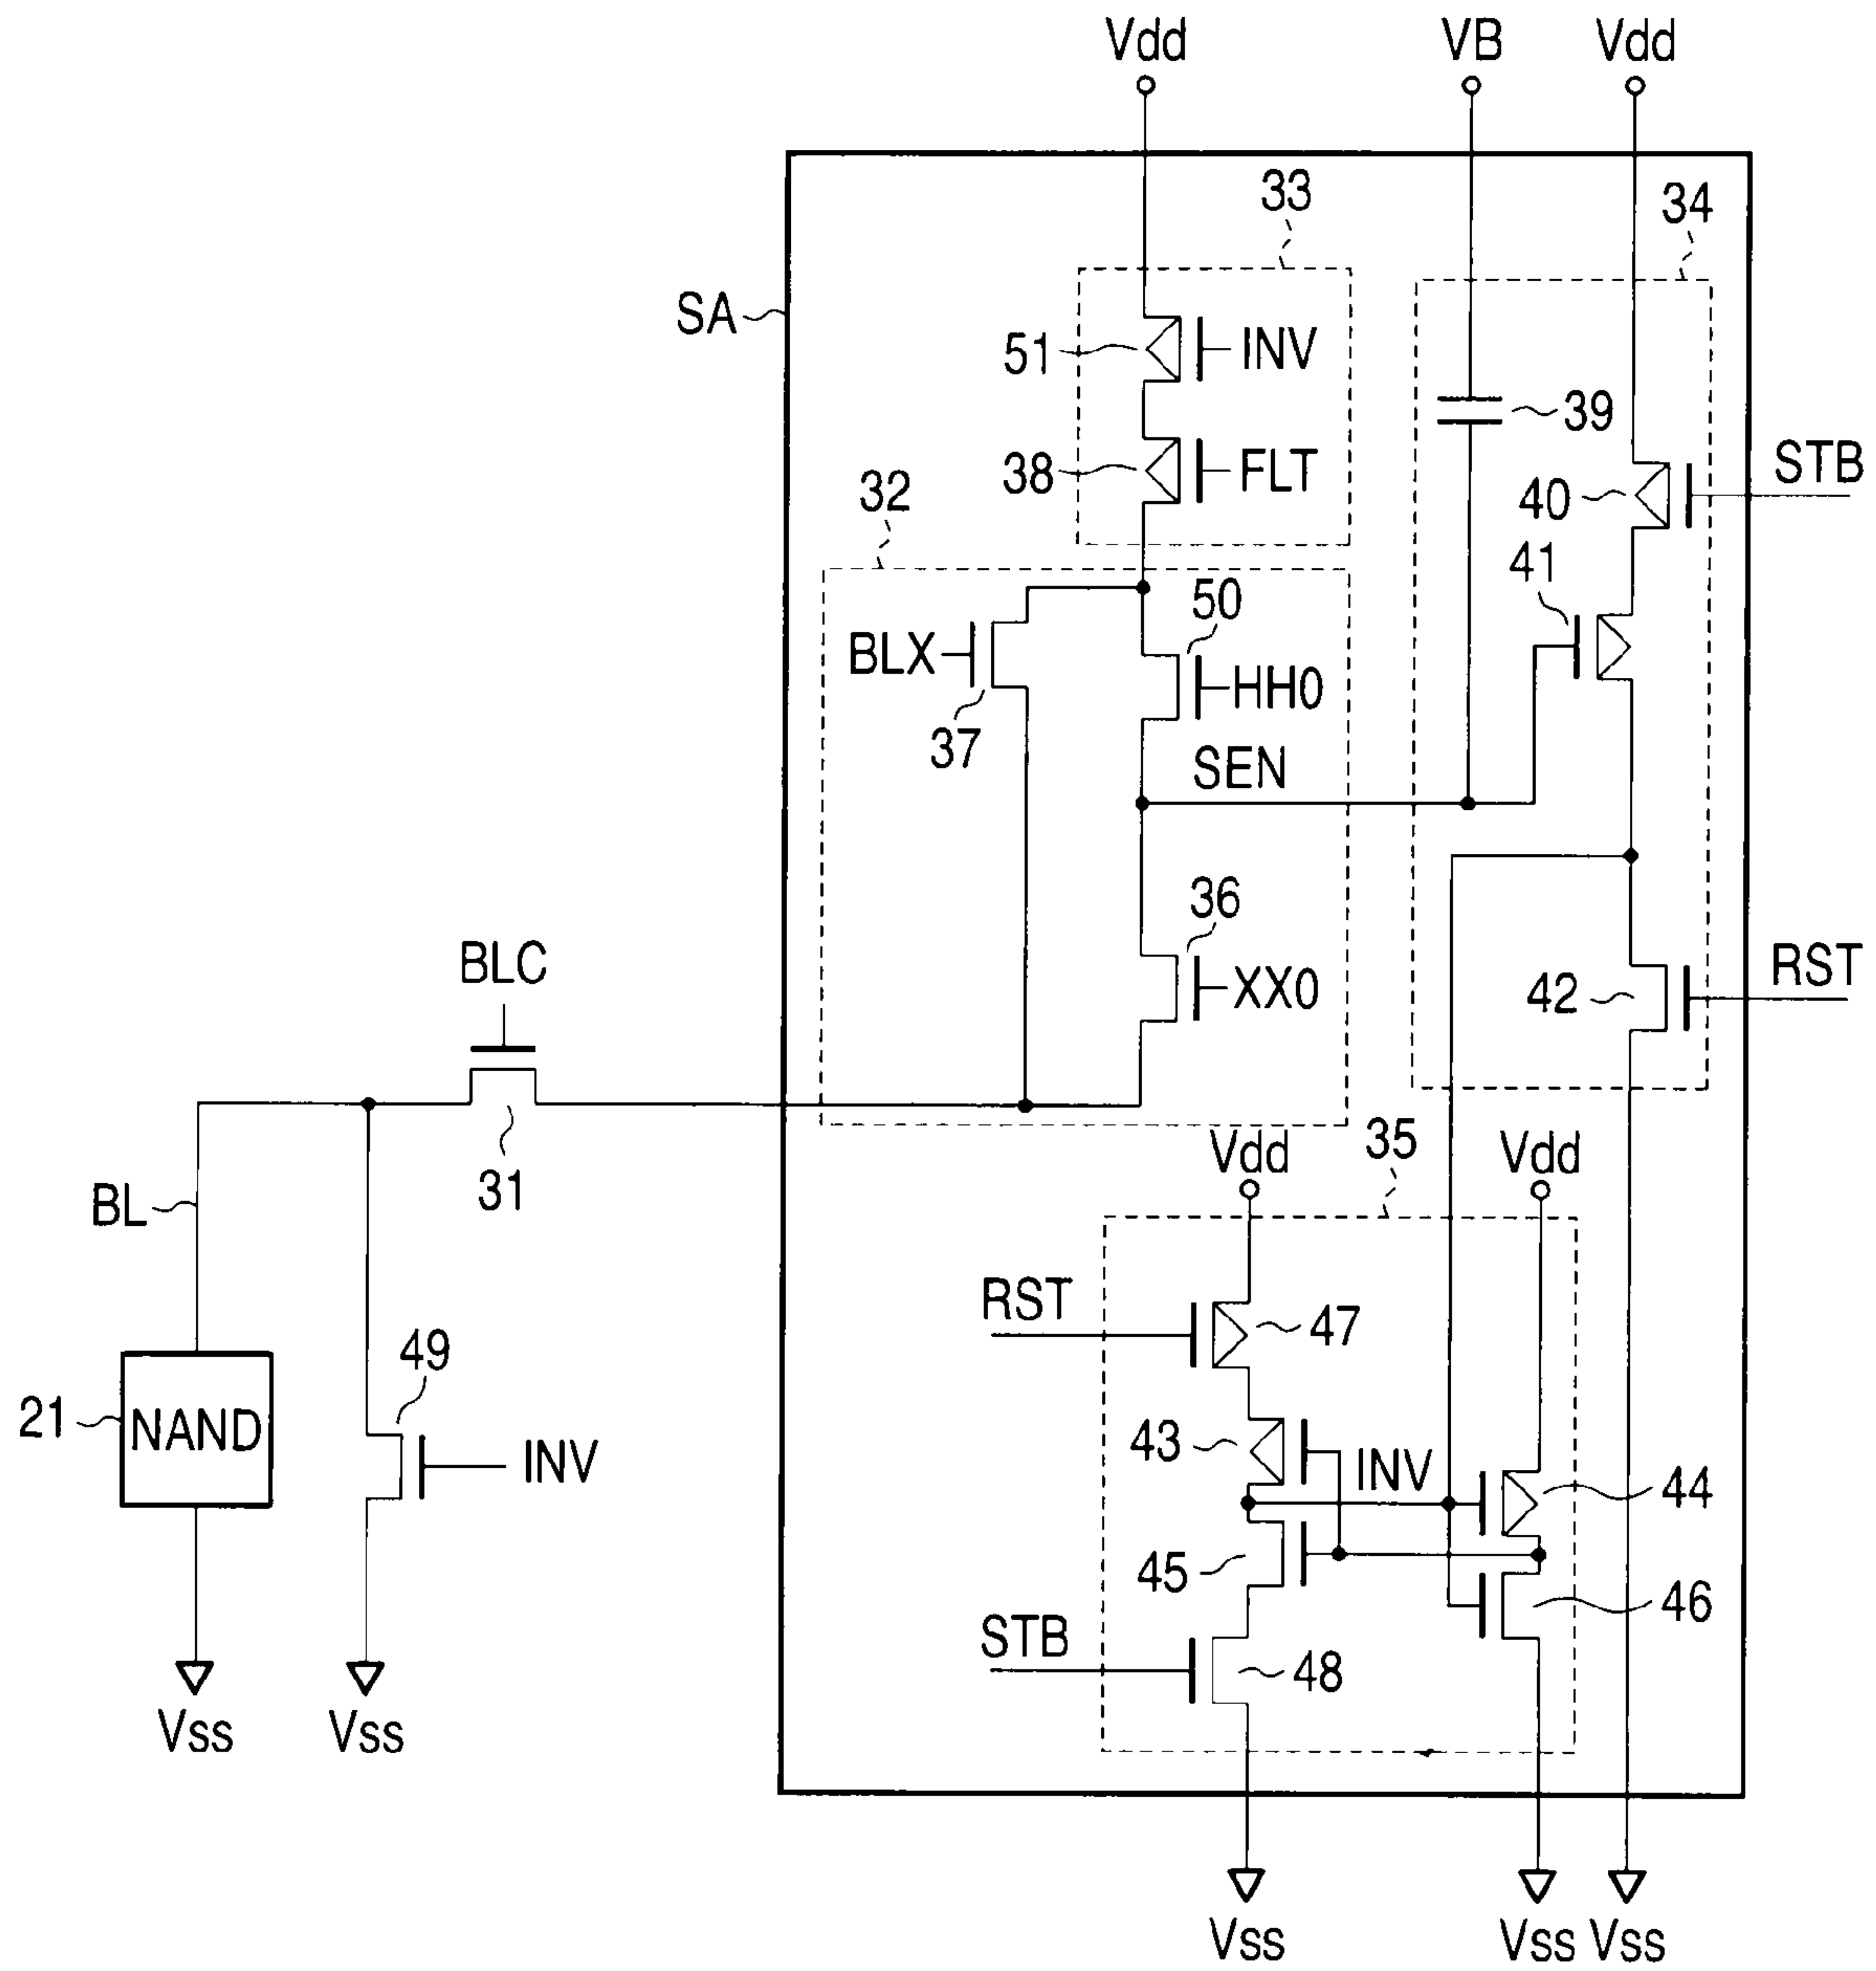 Vdd VB Vdd
33
34
SA
51 INV
39
38 FLT
STB
32
40
41
50
BLX
HH0
37
SEN
36
BLC
XX0
RST
42
31
35
Vdd Vdd
BL
RST
47
49
21 NAND
43
INV
INV
44
45
46
STB
48
Vss Vss
Vss Vss Vss